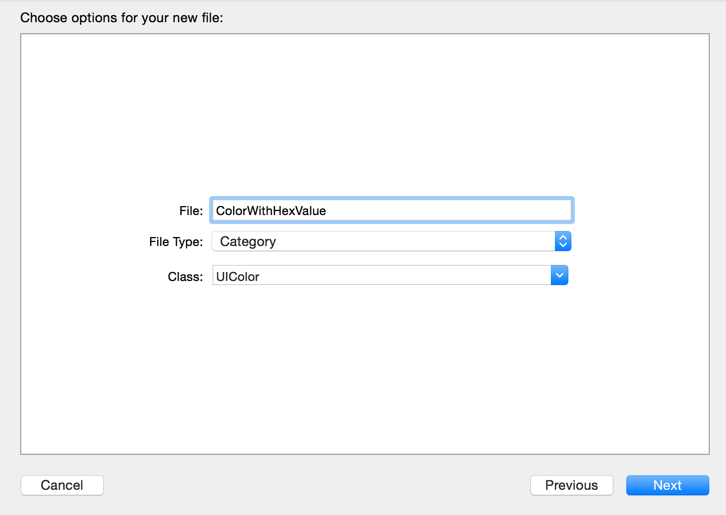 Choose options for your new file:
File: ColorWithHexValue
File Type: Category
Class: UIColor
Cancel Previous Next